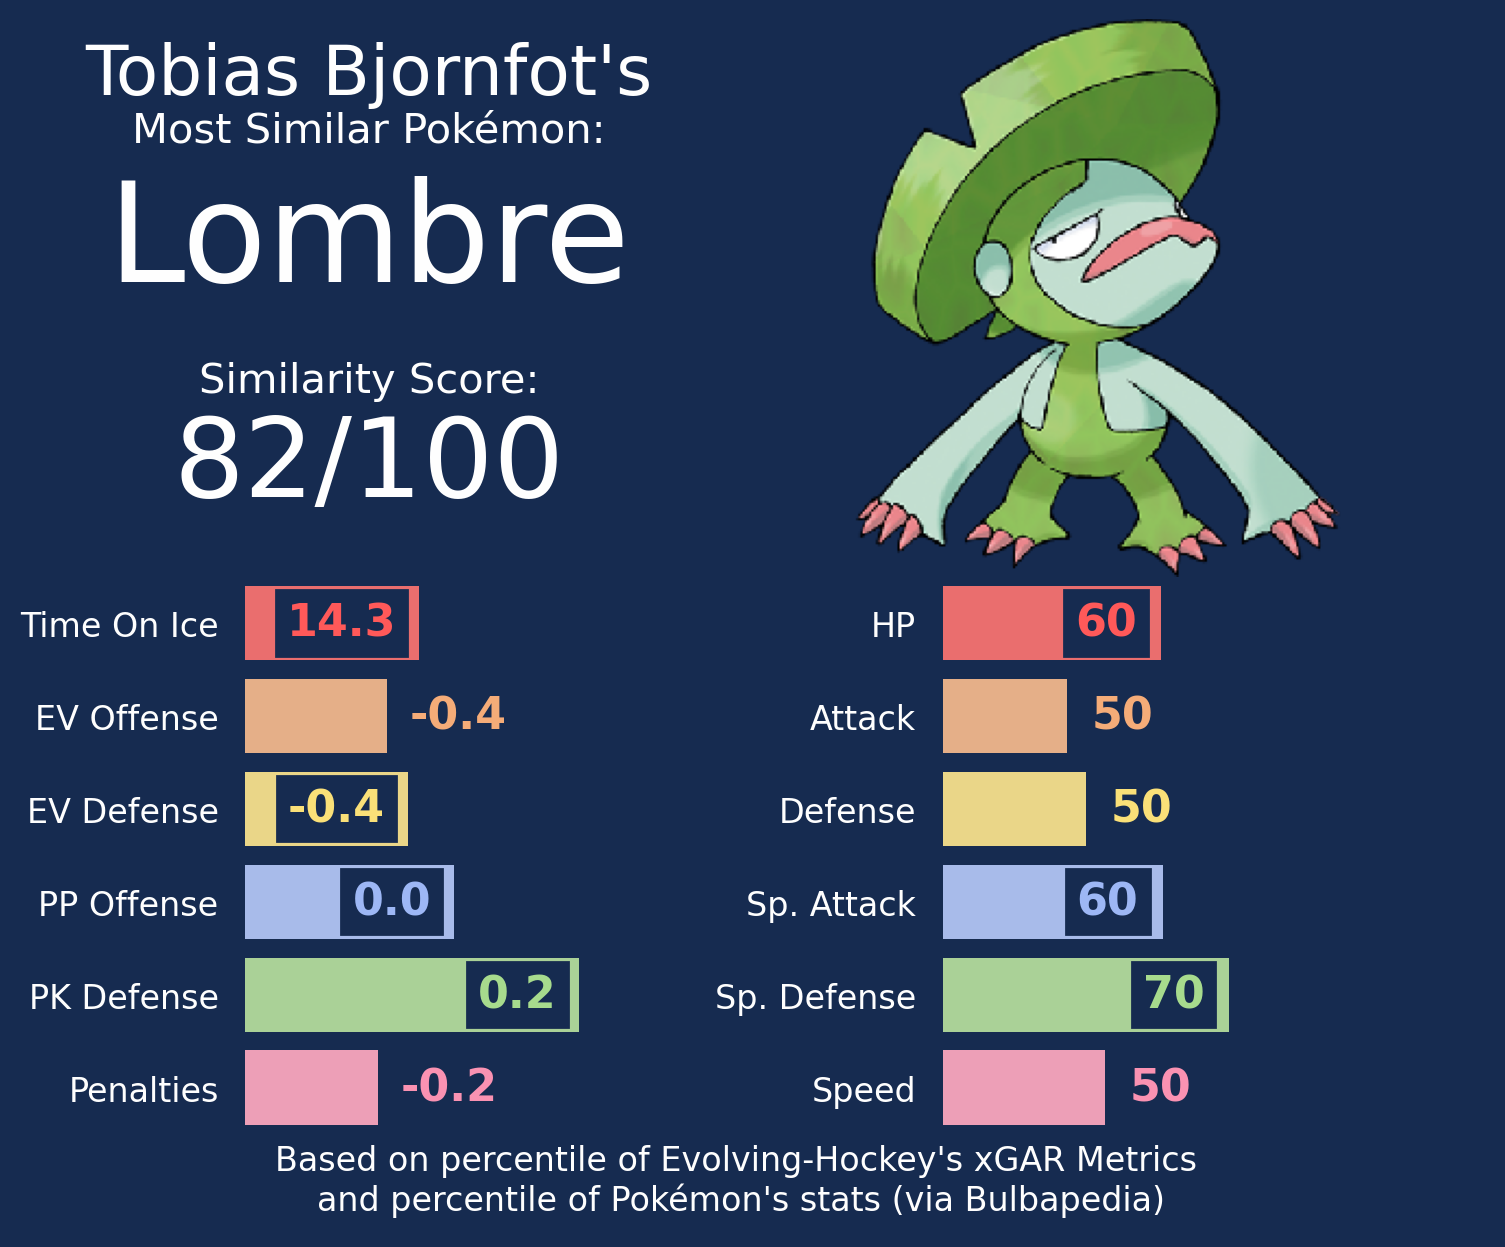 Tobias Bjornfot's
Most Similar Pokémon:
Lombre
Similarity Score:
82/100
Time On Ice 14.3
EV Offense -0.4
EV Defense -0.4
PP Offense 0.0
PK Defense 0.2
Penalties -0.2
HP 60
Attack 50
Defense 50
Sp. Attack 60
Sp. Defense 70
Speed 50
Based on percentile of Evolving-Hockey's xGAR Metrics
and percentile of Pokémon's stats (via Bulbapedia)